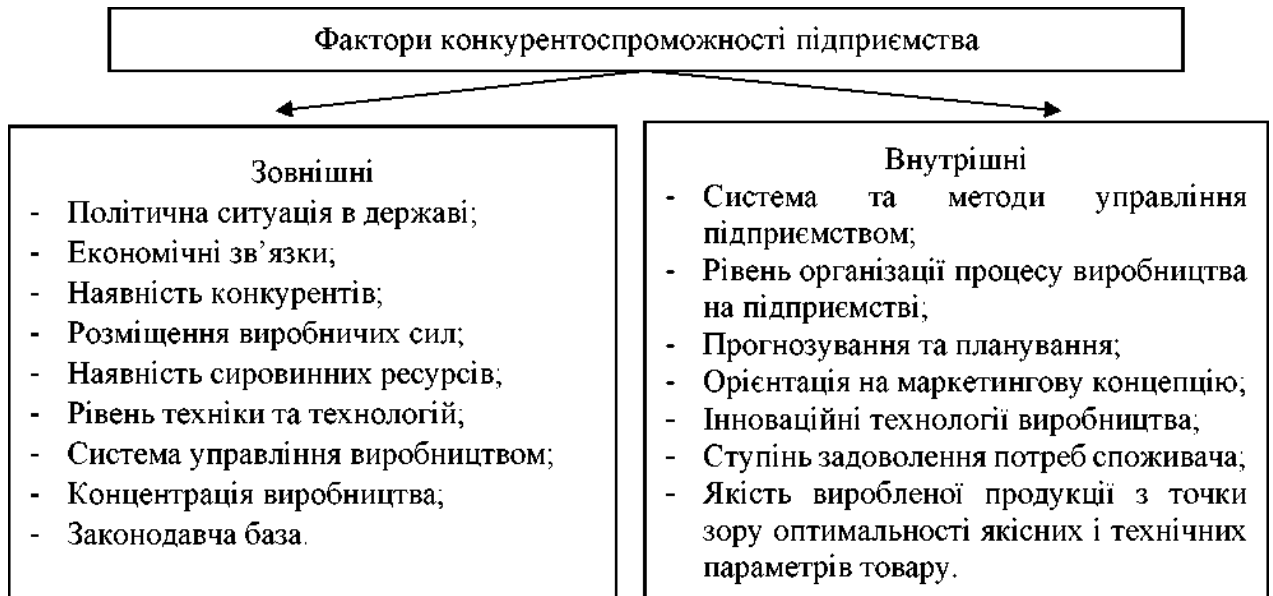 Фактори конкурентоспроможності підприємства
Зовнішні
- Політична ситуація в державі;
- Економічні зв’язки;
- Наявність конкурентів;
- Розміщення виробничих сил;
- Наявність сировинних ресурсів;
- Рівень техніки та технологій;
- Система управління виробництвом;
- Концентрація виробництва;
- Законодавча база.
Внутрішні
- Система та методи управління
підприємством;
- Рівень організації процесу виробництва
на підприємстві;
- Прогнозування та планування;
- Орієнтація на маркетингову концепцію;
- Інноваційні технології виробництва;
- Ступінь задоволення потреб споживача;
- Якість виробленої продукції з точки
зору оптимальності якісних і технічних
параметрів товару.